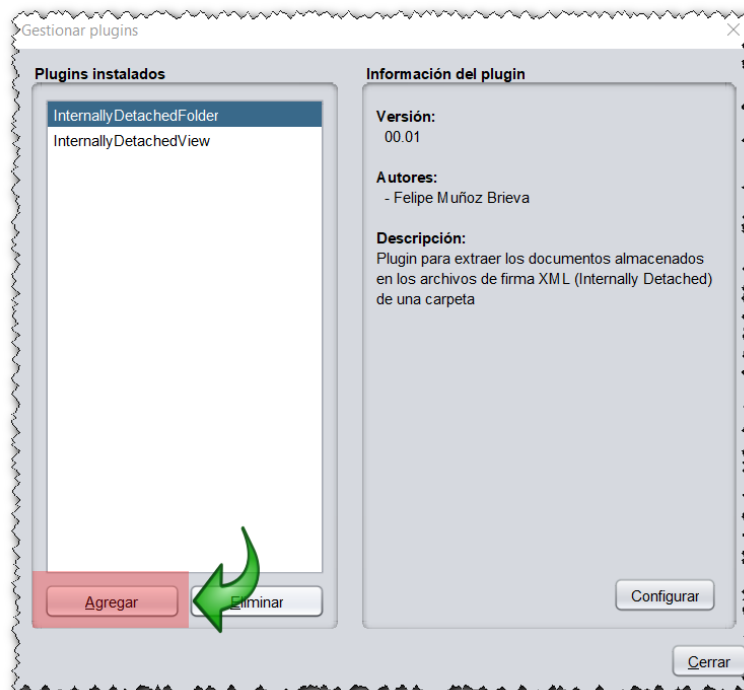 Gestionar plugins
Plugins instalados
InternallyDetachedFolder
InternallyDetachedView
Agregar
Eliminar
Información del plugin
Versión:
00.01
Autores:
- Felipe Muñoz Brieva
Descripción:
Plugin para extraer los documentos almacenados
en los archivos de firma XML (Internally Detached)
de una carpeta
Configurar
Cerrar